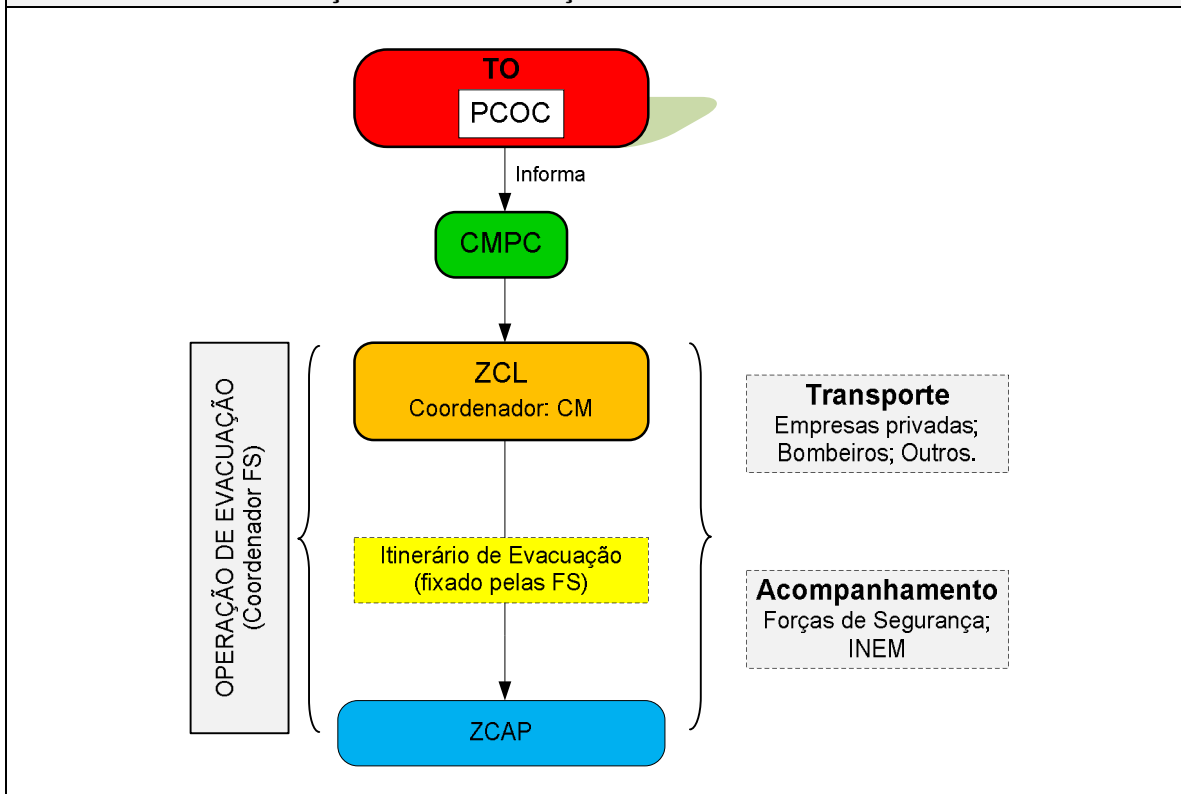 TO
PCOC
Informa
CMPC
ZCL
Coordenador: CM
OPERAÇÃO DE EVACUAÇÃO
(Coordenador FS)
Itinerário de Evacuação
(fixado pelas FS)
ZCAP
Transporte
Empresas privadas;
Bombeiros; Outros.
Acompanhamento
Forças de Segurança;
INEM